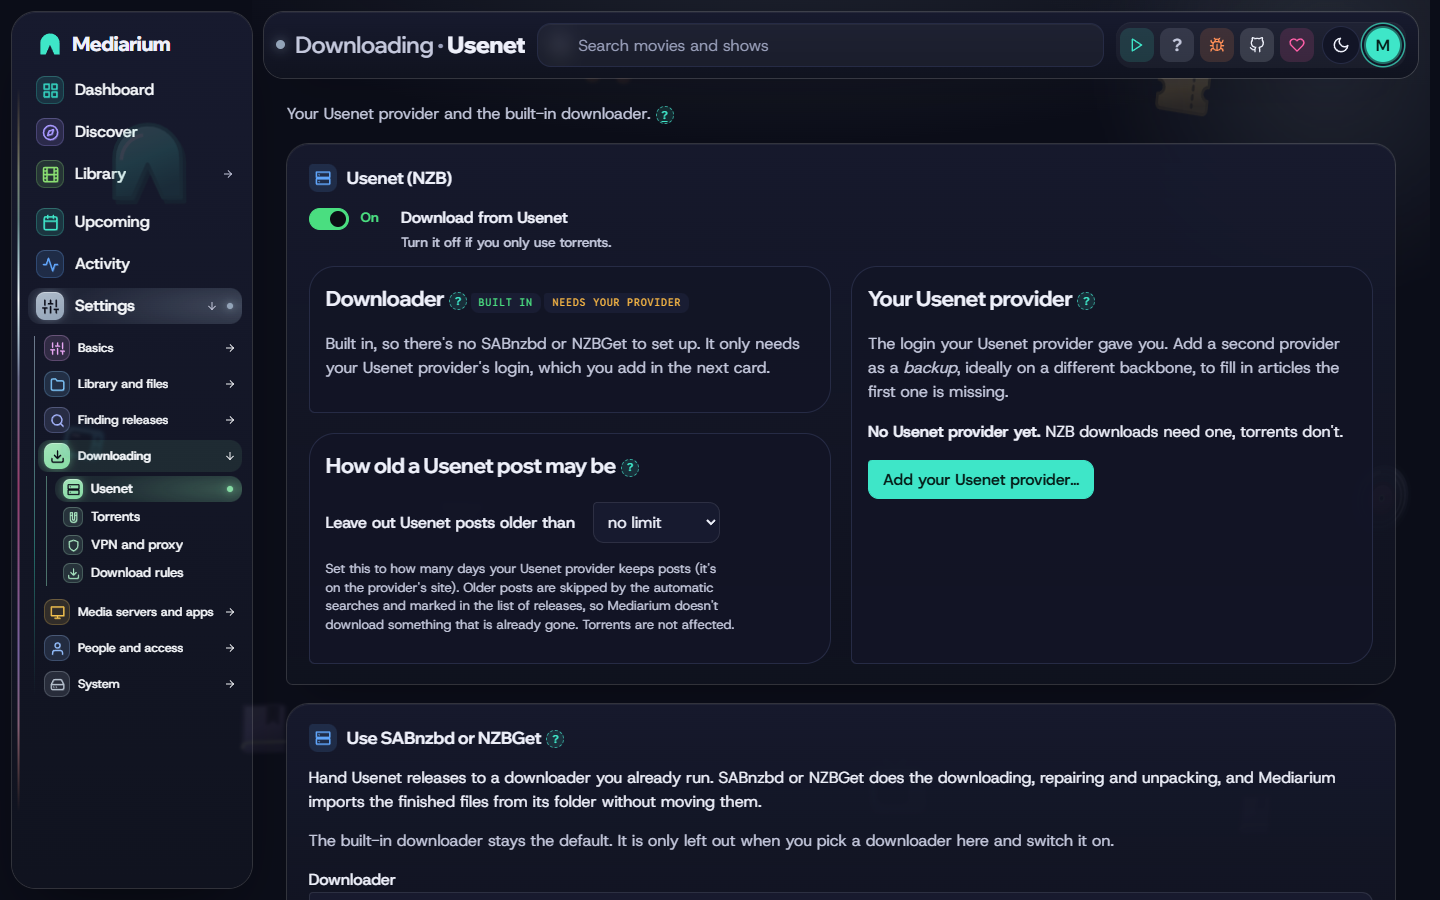 Mediarium
Dashboard
Discover
Library
Upcoming
Activity
Settings
Basics
Library and files
Finding releases
Downloading
Usenet
Torrents
VPN and proxy
Download rules
Media servers and apps
People and access
System
Downloading · Usenet
Search movies and shows
?
M
Your Usenet provider and the built-in downloader. ?
Usenet (NZB)
On
Download from Usenet
Turn it off if you only use torrents.
Downloader ? BUILT IN NEEDS YOUR PROVIDER
Built in, so there's no SABnzbd or NZBGet to set up. It only needs
your Usenet provider's login, which you add in the next card.
How old a Usenet post may be ?
Leave out Usenet posts older than no limit
Set this to how many days your Usenet provider keeps posts (it's
on the provider's site). Older posts are skipped by the automatic
searches and marked in the list of releases, so Mediarium doesn't
download something that is already gone. Torrents are not affected.
Your Usenet provider ?
The login your Usenet provider gave you. Add a second provider
as a backup, ideally on a different backbone, to fill in articles the
first one is missing.
No Usenet provider yet. NZB downloads need one, torrents don't.
Add your Usenet provider...
Use SABnzbd or NZBGet ?
Hand Usenet releases to a downloader you already run. SABnzbd or NZBGet does the downloading, repairing and unpacking, and Mediarium
imports the finished files from its folder without moving them.
The built-in downloader stays the default. It is only left out when you pick a downloader here and switch it on.
Downloader